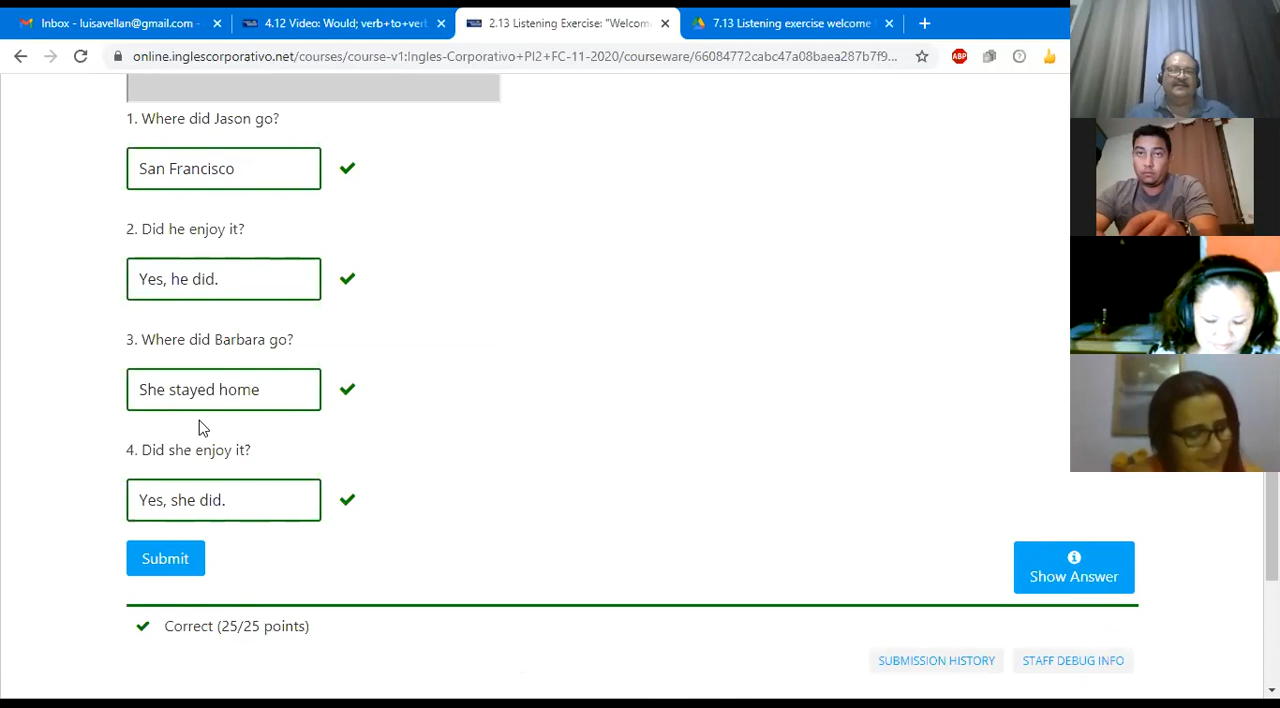 Inbox - luisavellan@gmail.com -
4.12 Video: Would; verb+to+verb
2.13 Listening Exercise: "Welcom
7.13 Listening exercise welcome
online.inglescorporativo.net/courses/course-v1:Ingles-Corporativo+PI2+FC-11-2020/courseware/66084772cabc47a08baea287b7f9...
ABP
1. Where did Jason go?
San Francisco
2. Did he enjoy it?
Yes, he did.
3. Where did Barbara go?
She stayed home
4. Did she enjoy it?
Yes, she did.
Submit
Show Answer
Correct (25/25 points)
SUBMISSION HISTORY
STAFF DEBUG INFO